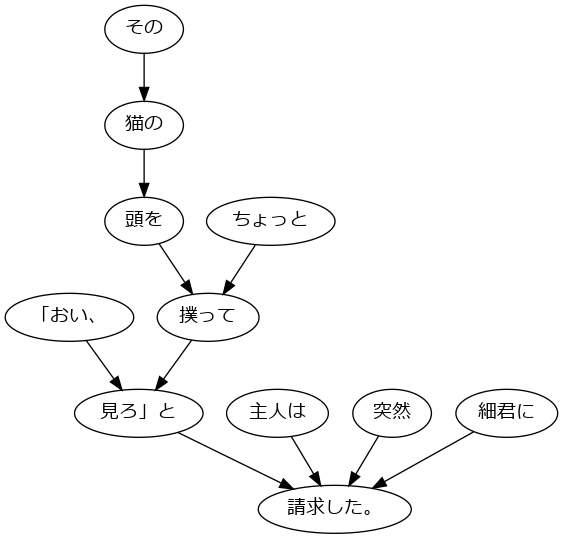 その
猫の
頭を
ちょっと
「おい、
撲って
見ろ」と
主人は
突然
細君に
請求した。